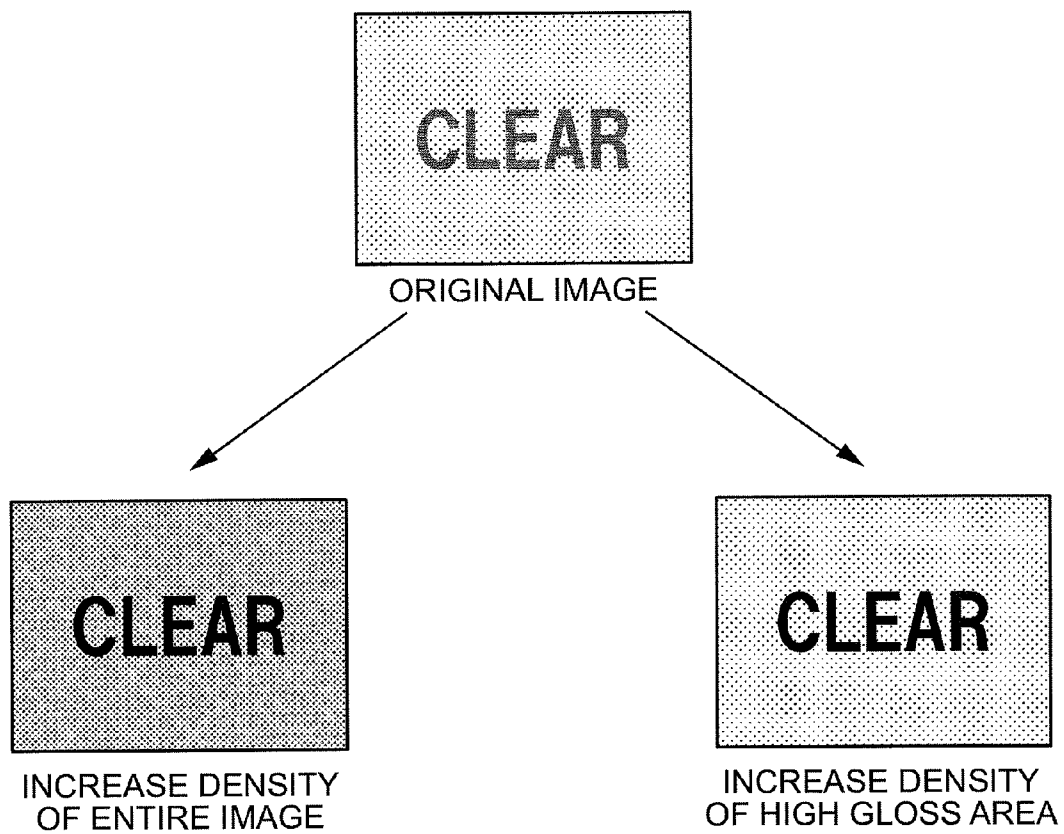 CLEAR
ORIGINAL IMAGE
CLEAR
INCREASE DENSITY
OF ENTIRE IMAGE
CLEAR
INCREASE DENSITY
OF HIGH GLOSS AREA